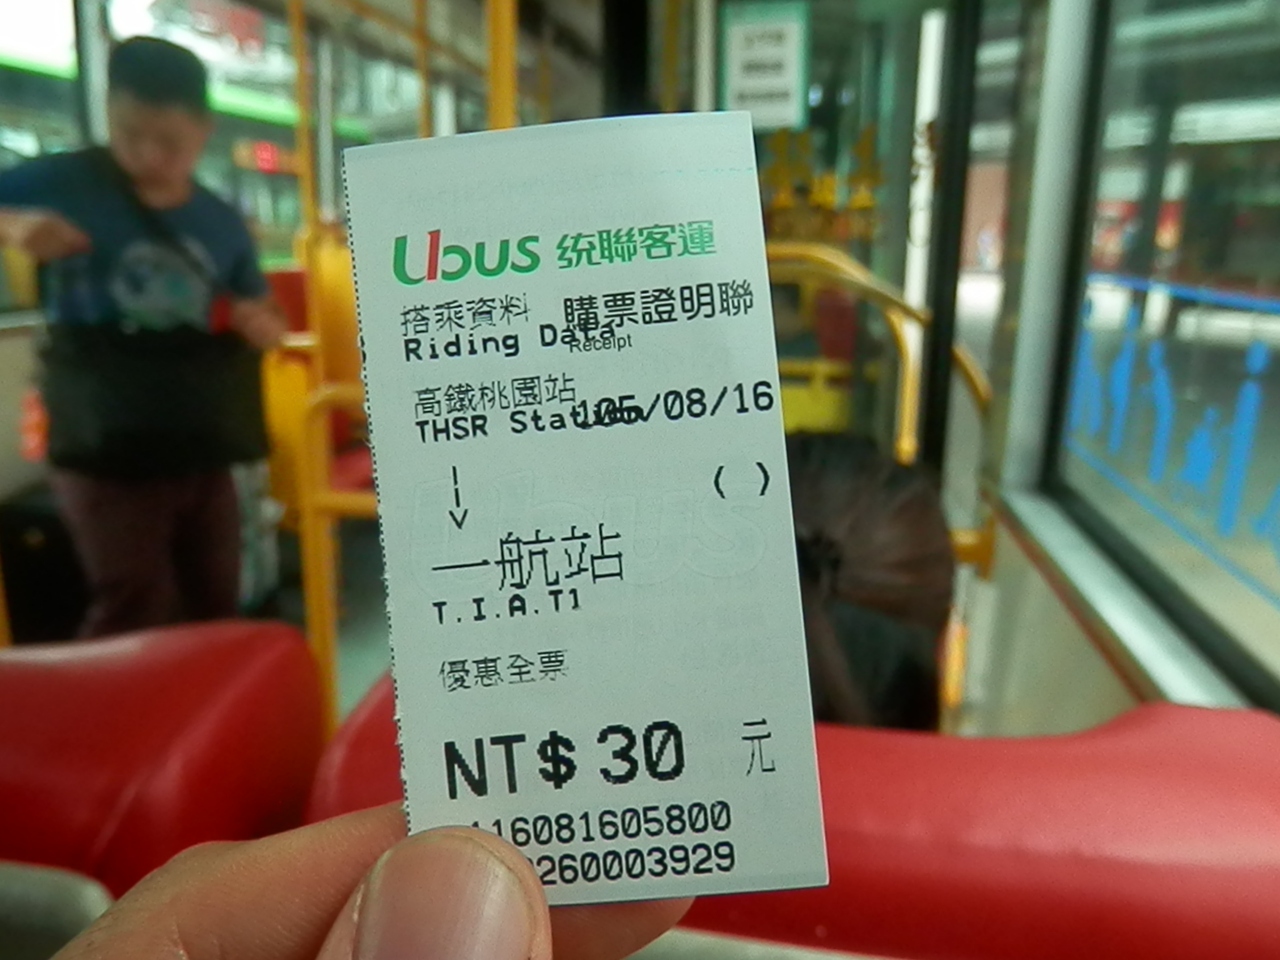 Ubus 统聯客運
搭乘資料 購票證明聯
Riding Data Receipt
高鐵桃園站
THSR Station 105/08/16
( )
一航站
T.I.A.T1
優惠全票
NT$ 30 元
116081605800
260003929